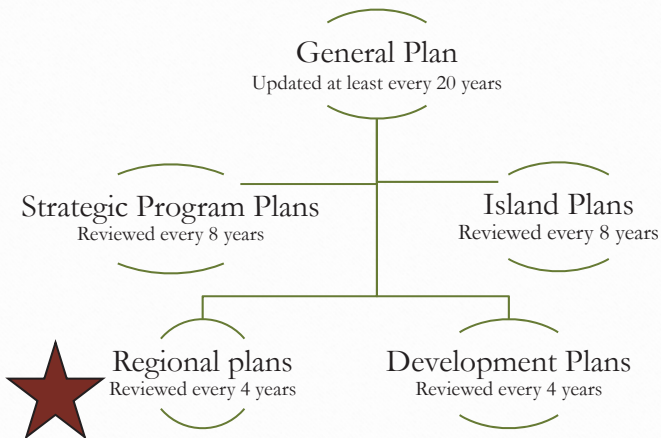 General Plan
Updated at least every 20 years
Strategic Program Plans
Reviewed every 8 years
Island Plans
Reviewed every 8 years
Regional plans
Reviewed every 4 years
Development Plans
Reviewed every 4 years